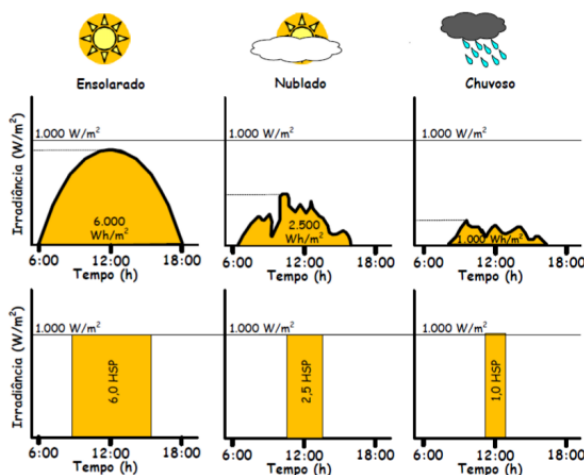 Ensolarado
Nublado
Chuvoso
Irradiância (W/m²)
1.000 W/m²
1.000 W/m²
1.000 W/m²
6.000
Wh/m²
2.500
Wh/m²
1.000 Wh/m²
6:00 12:00 18:00
6:00 12:00 18:00
6:00 12:00 18:00
Tempo (h)
Tempo (h)
Tempo (h)
Irradiância (W/m²)
1.000 W/m²
1.000 W/m²
1.000 W/m²
6,0 HSP
2,5 HSP
1,0 HSP
6:00 12:00 18:00
6:00 12:00 18:00
6:00 12:00 18:00
Tempo (h)
Tempo (h)
Tempo (h)